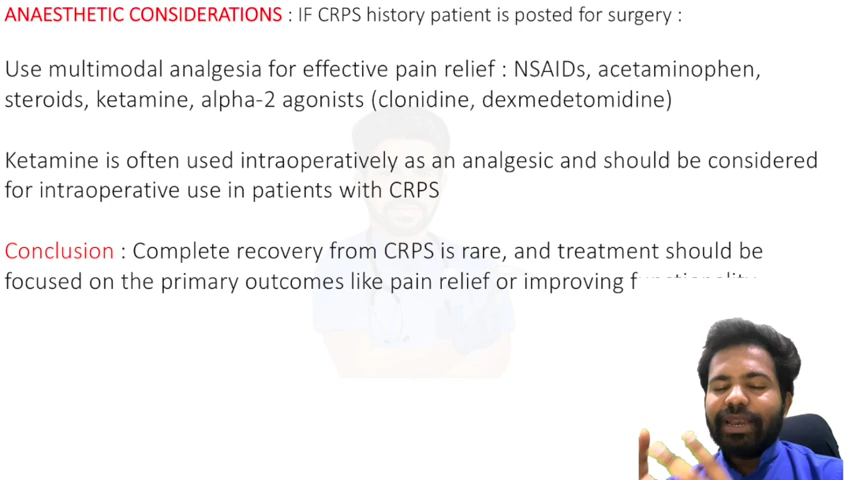 ANAESTHETIC CONSIDERATIONS : IF CRPS history patient is posted for surgery :
Use multimodal analgesia for effective pain relief : NSAIDs, acetaminophen,
steroids, ketamine, alpha-2 agonists (clonidine, dexmedetomidine)
Ketamine is often used intraoperatively as an analgesic and should be considered
for intraoperative use in patients with CRPS
Conclusion : Complete recovery from CRPS is rare, and treatment should be
focused on the primary outcomes like pain relief or improving